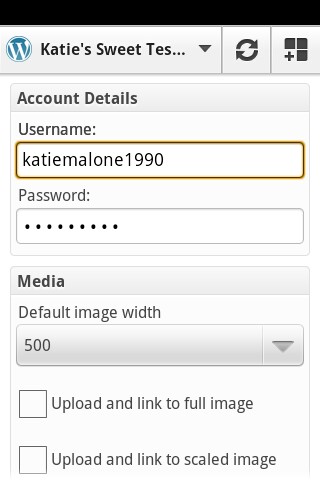 Katie's Sweet Tes...
Account Details
Username:
katiemalone1990
Password:
•••••••••
Media
Default image width
500
Upload and link to full image
Upload and link to scaled image